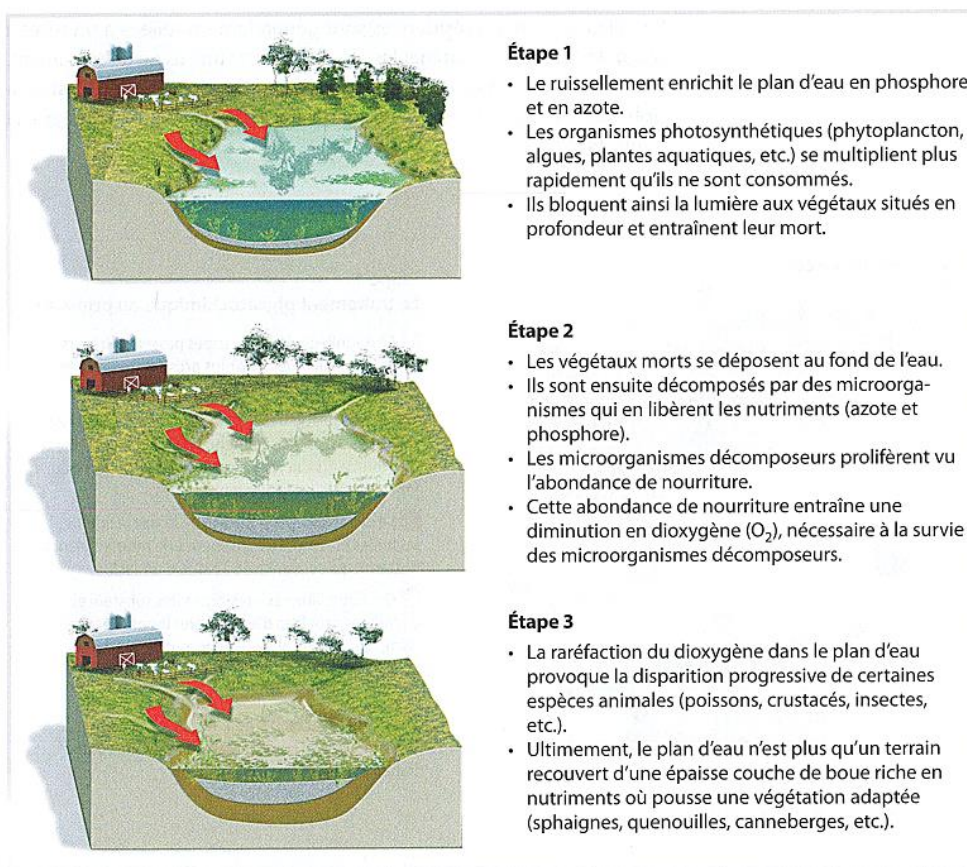 Étape 1
• Le ruissellement enrichit le plan d'eau en phosphore
et en azote.
• Les organismes photosynthétiques (phytoplancton,
algues, plantes aquatiques, etc.) se multiplient plus
rapidement qu'ils ne sont consommés.
• Ils bloquent ainsi la lumière aux végétaux situés en
profondeur et entraînent leur mort.
Étape 2
• Les végétaux morts se déposent au fond de l'eau.
• Ils sont ensuite décomposés par des microorga-
nismes qui en libèrent les nutriments (azote et
phosphore).
• Les microorganismes décomposeurs prolifèrent vu
l'abondance de nourriture.
• Cette abondance de nourriture entraîne une
diminution en dioxygène (O₂), nécessaire à la survie
des microorganismes décomposeurs.
Étape 3
• La raréfaction du dioxygène dans le plan d'eau
provoque la disparition progressive de certaines
espèces animales (poissons, crustacés, insectes,
etc.).
• Ultimement, le plan d'eau n'est plus qu'un terrain
recouvert d'une épaisse couche de boue riche en
nutriments où pousse une végétation adaptée
(sphaignes, quenouilles, canneberges, etc.).